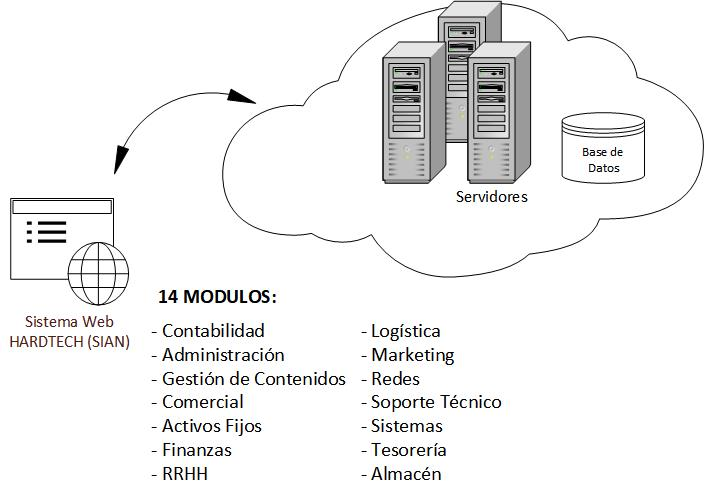 Servidores
Base de
Datos
Sistema Web
HARDTECH (SIAN)
14 MODULOS:
- Contabilidad
- Administración
- Gestión de Contenidos
- Comercial
- Activos Fijos
- Finanzas
- RRHH
- Logística
- Marketing
- Redes
- Soporte Técnico
- Sistemas
- Tesorería
- Almacén